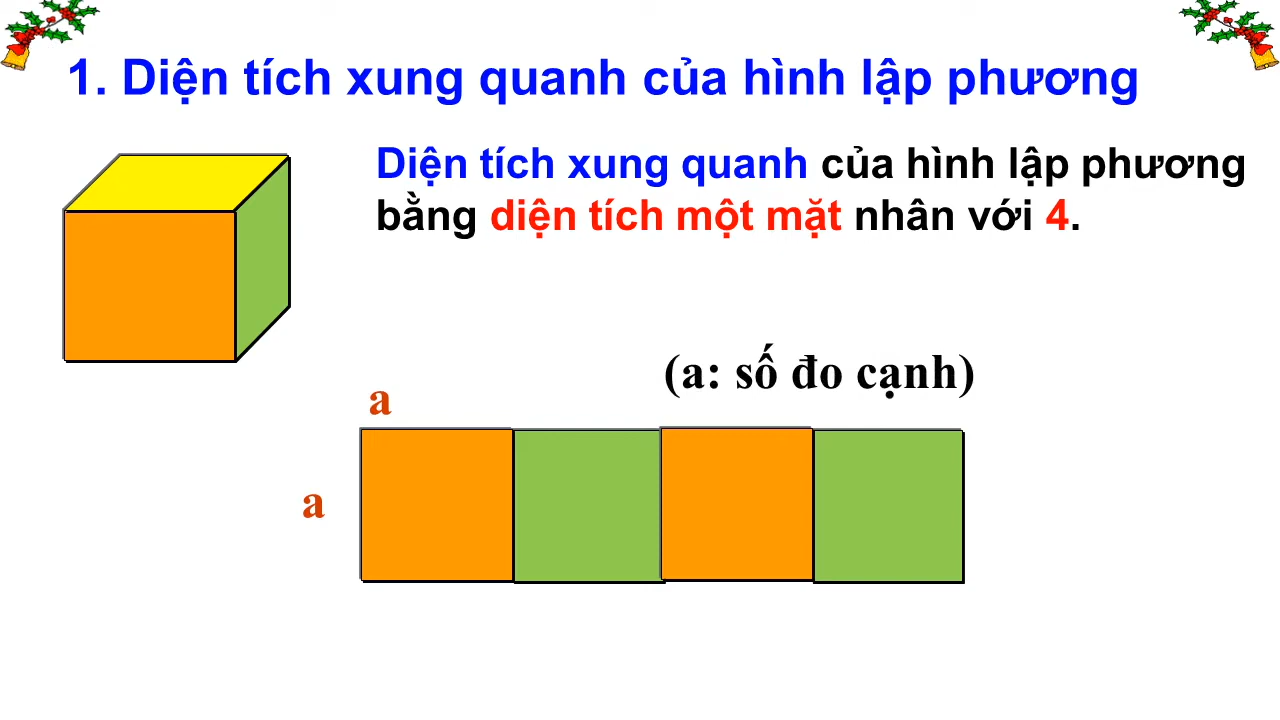 1. Diện tích xung quanh của hình lập phương
Diện tích xung quanh của hình lập phương
bằng diện tích một mặt nhân với 4.
(a: số đo cạnh)
a
a